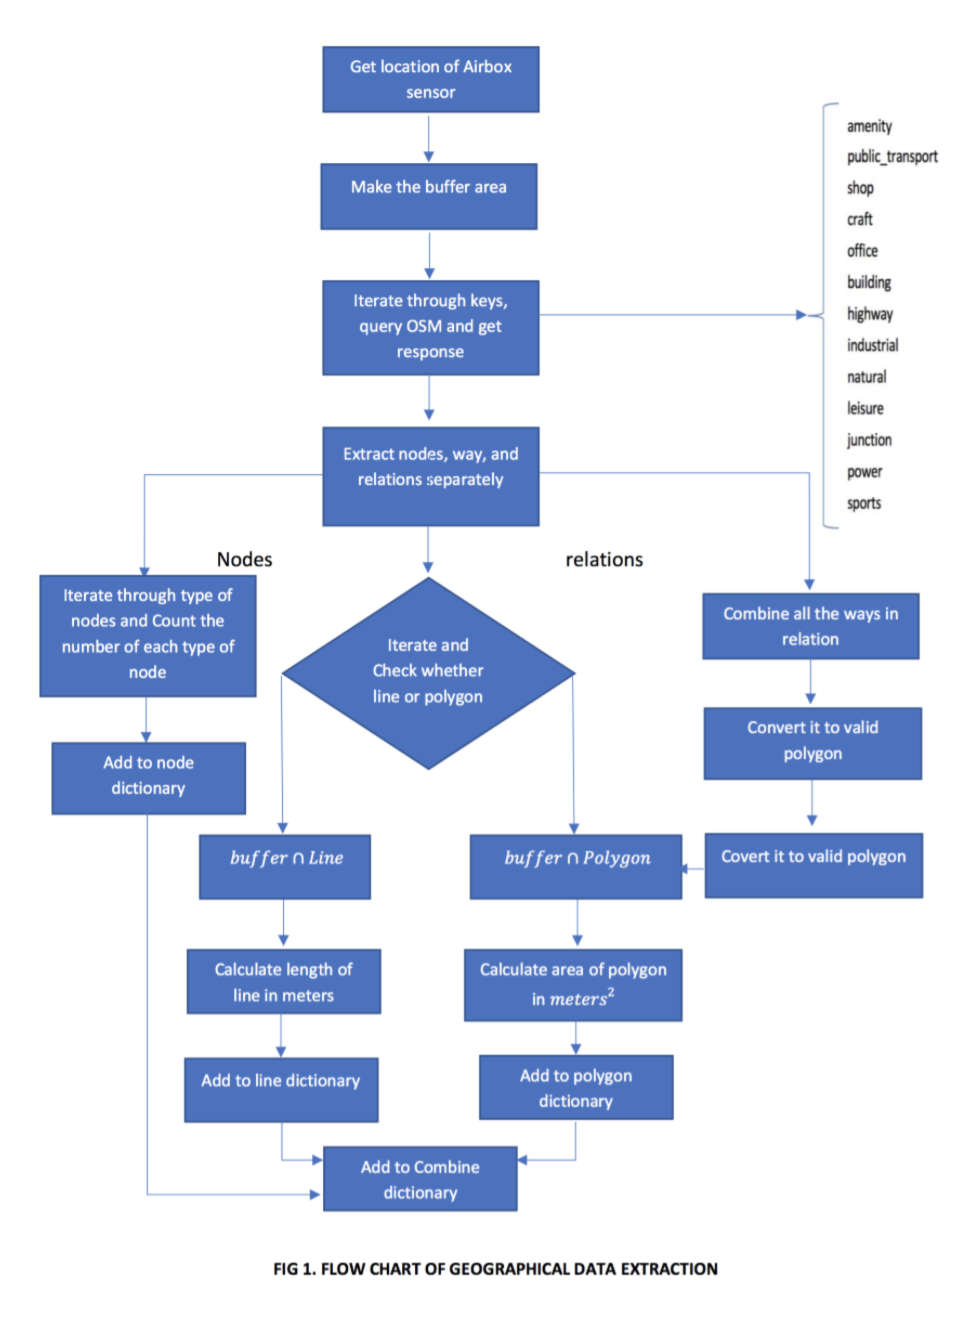 Get location of Airbox
sensor
Make the buffer area
Iterate through keys,
query OSM and get
response
amenity
public_transport
shop
craft
office
building
highway
industrial
natural
leisure
junction
power
sports
Extract nodes, way, and
relations separately
Nodes
relations
Iterate through type of
nodes and Count the
number of each type of
node
Add to node
dictionary
Iterate and
Check whether
line or polygon
Combine all the ways in
relation
Convert it to valid
polygon
Covert it to valid polygon
buffer ∩ Line
buffer ∩ Polygon
Calculate length of
line in meters
Calculate area of polygon
in meters²
Add to line dictionary
Add to polygon
dictionary
Add to Combine
dictionary
FIG 1. FLOW CHART OF GEOGRAPHICAL DATA EXTRACTION